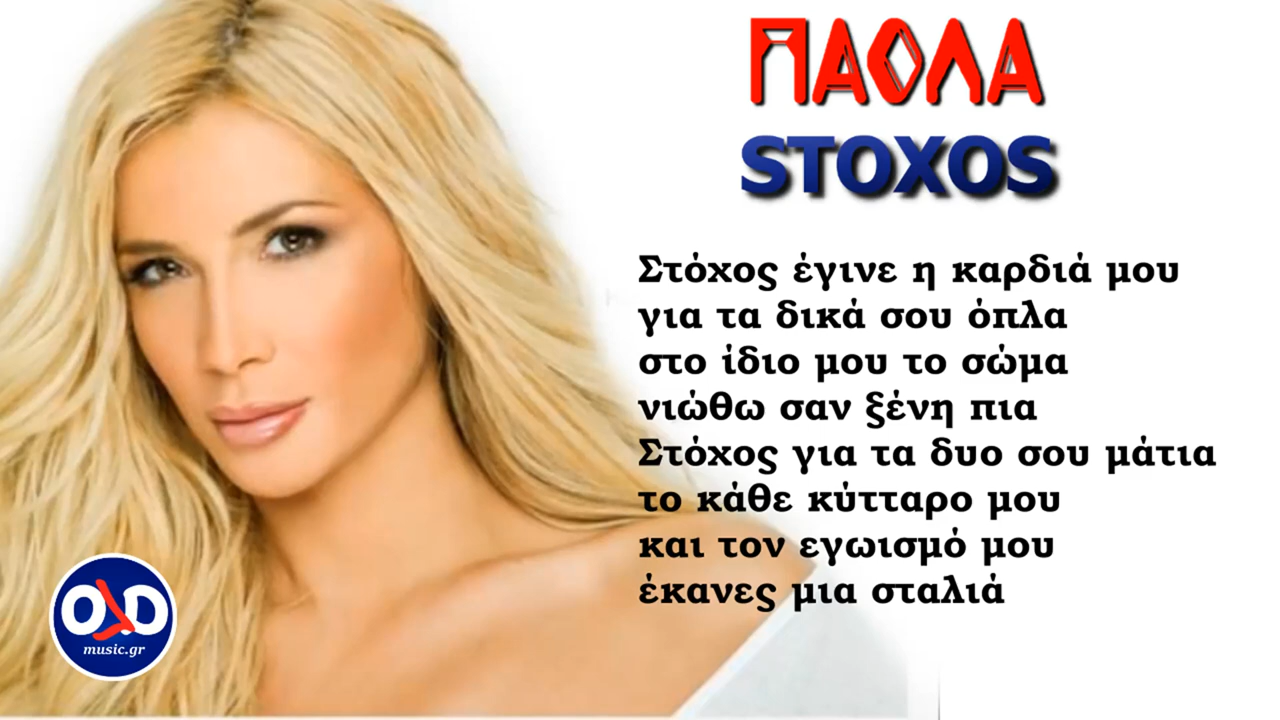 ΠΑΟΛΑ
STOXOS
Στόχος έγινε η καρδιά μου
για τα δικά σου όπλα
στο ίδιο μου το σώμα
νιώθω σαν ξένη πια
Στόχος για τα δυο σου μάτια
το κάθε κύτταρο μου
και τον εγωισμό μου
έκανες μια σταλιά
music.gr